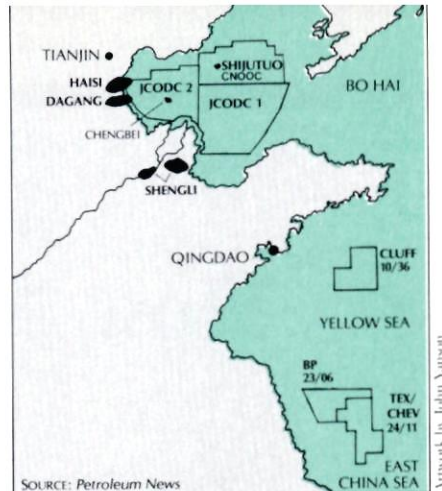 TIANJIN
HAISI
DAGANG
JCODC 2
CHENGBEI
SHIJUTUO
CNOOC
JCODC 1
BO HAI
SHENGLI
QINGDAO
CLUFF
10/36
YELLOW SEA
BP
23/06
TEX/
CHEV
24/11
EAST
CHINA SEA
SOURCE: Petroleum News